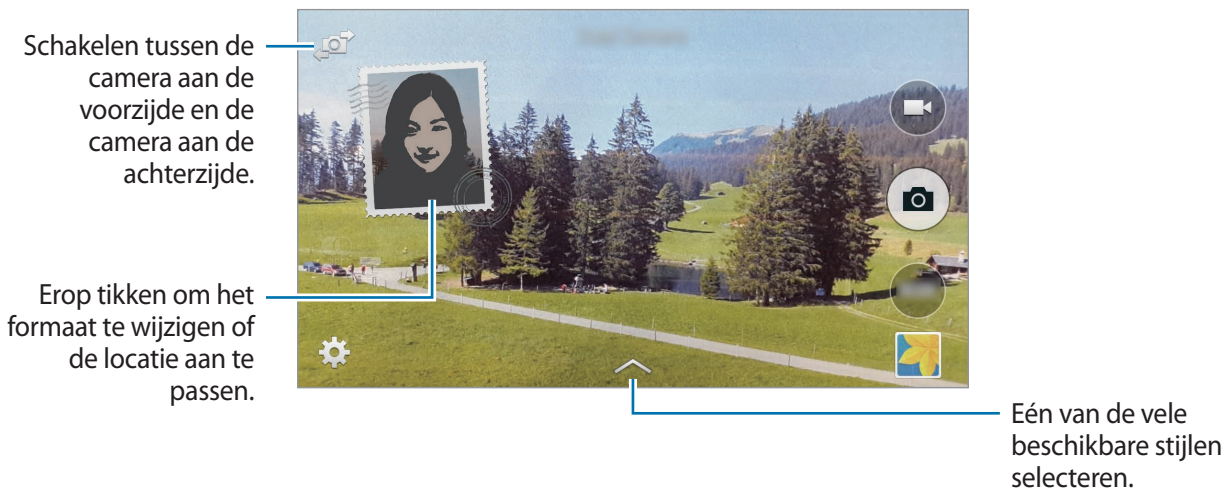 Schakelen tussen de
camera aan de
voorzijde en de
camera aan de
achterzijde.
Erop tikken om het
formaat te wijzigen of
de locatie aan te
passen.
Eén van de vele
beschikbare stijlen
selecteren.